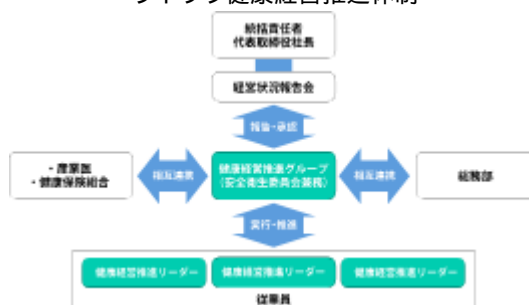 健康経営推進体制
統括責任者
代表取締役社長
経営状況報告会
報告・承認
・産業医
・健康保険組合
相互連携
健康経営推進グループ
(安全衛生委員会兼務)
相互連携
総務部
実行・推進
健康経営推進リーダー
健康経営推進リーダー
健康経営推進リーダー
従業員